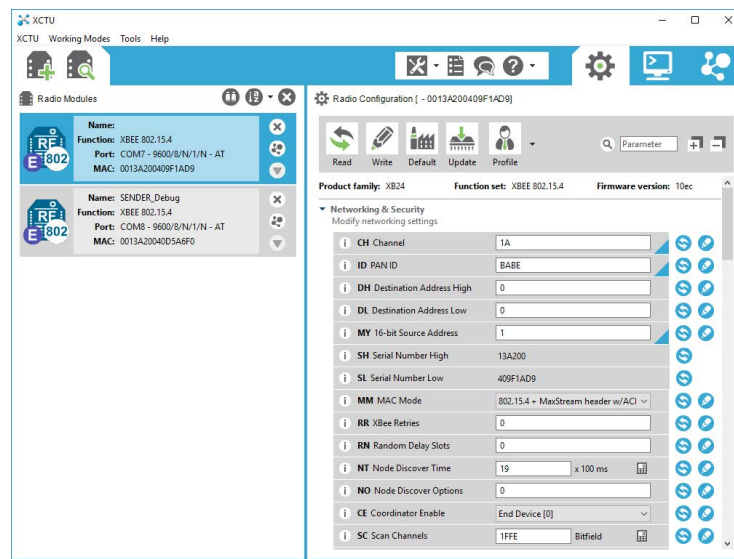 XCTU
XCTU Working Modes Tools Help
Radio Modules
Radio Configuration [ - 0013A200409F1AD9]
Name:
Function: XBEE 802.15.4
Port: COM7 - 9600/8/N/1/N - AT
MAC: 0013A200409F1AD9
RF
E 802
Name: SENDER_Debug
Function: XBEE 802.15.4
Port: COM8 - 9600/8/N/1/N - AT
MAC: 0013A20040D5A6F0
RF
E 802
Read Write Default Update Profile
Parameter
Product family: XB24 Function set: XBEE 802.15.4 Firmware version: 10ec
Networking & Security
Modify networking settings
i CH Channel 1A
i ID PAN ID BABE
i DH Destination Address High 0
i DL Destination Address Low 0
i MY 16-bit Source Address 1
i SH Serial Number High 13A200
i SL Serial Number Low 409F1AD9
i MM MAC Mode 802.15.4 + MaxStream header w/ACI
i RR XBee Retries 0
i RN Random Delay Slots 0
i NT Node Discover Time 19 x 100 ms
i NO Node Discover Options 0
i CE Coordinator Enable End Device [0]
i SC Scan Channels 1FFE Bitfield